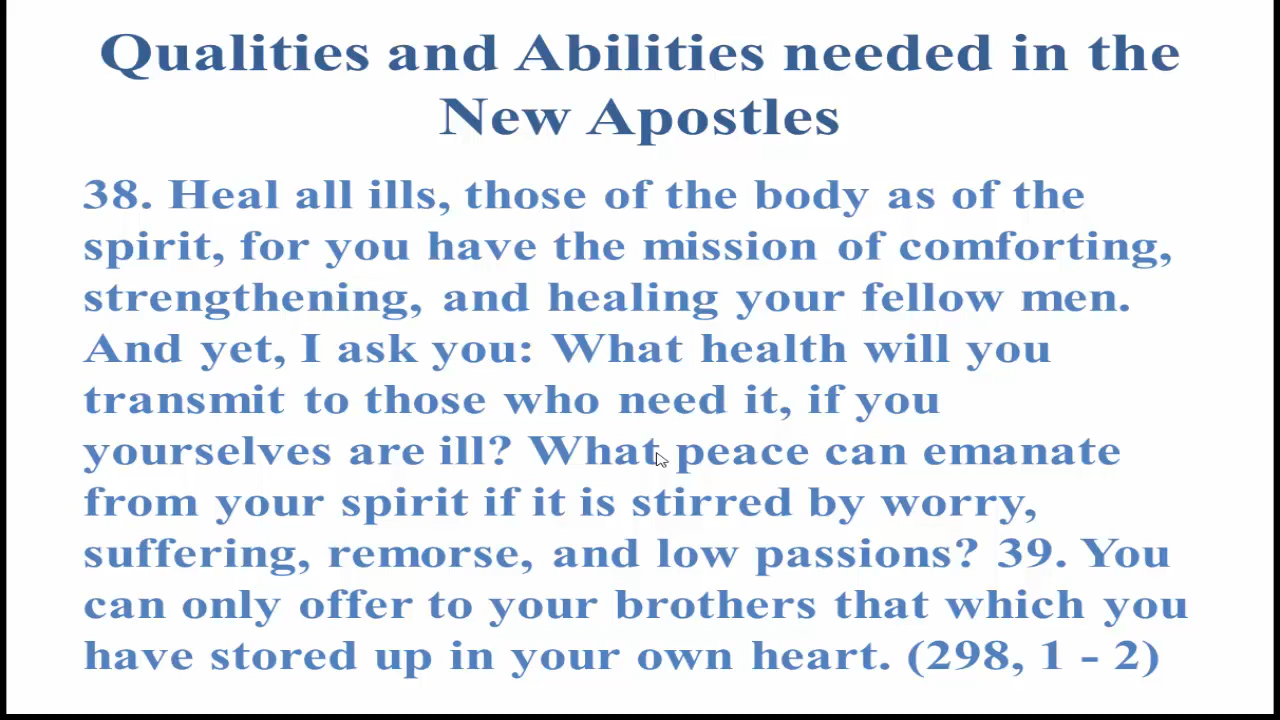 Qualities and Abilities needed in the
New Apostles
38. Heal all ills, those of the body as of the
spirit, for you have the mission of comforting,
strengthening, and healing your fellow men.
And yet, I ask you: What health will you
transmit to those who need it, if you
yourselves are ill? What peace can emanate
from your spirit if it is stirred by worry,
suffering, remorse, and low passions? 39. You
can only offer to your brothers that which you
have stored up in your own heart. (298, 1 - 2)